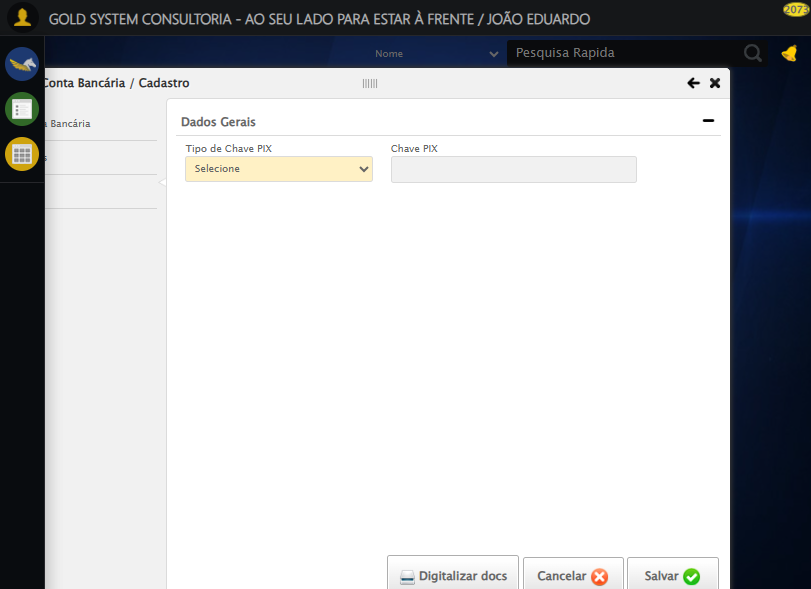 GOLD SYSTEM CONSULTORIA - AO SEU LADO PARA ESTAR À FRENTE / JOÃO EDUARDO
2073
Nome
Pesquisa Rapida
Conta Bancária / Cadastro
Bancária
Dados Gerais
Tipo de Chave PIX
Chave PIX
Selecione
Digitalizar docs
Cancelar
Salvar